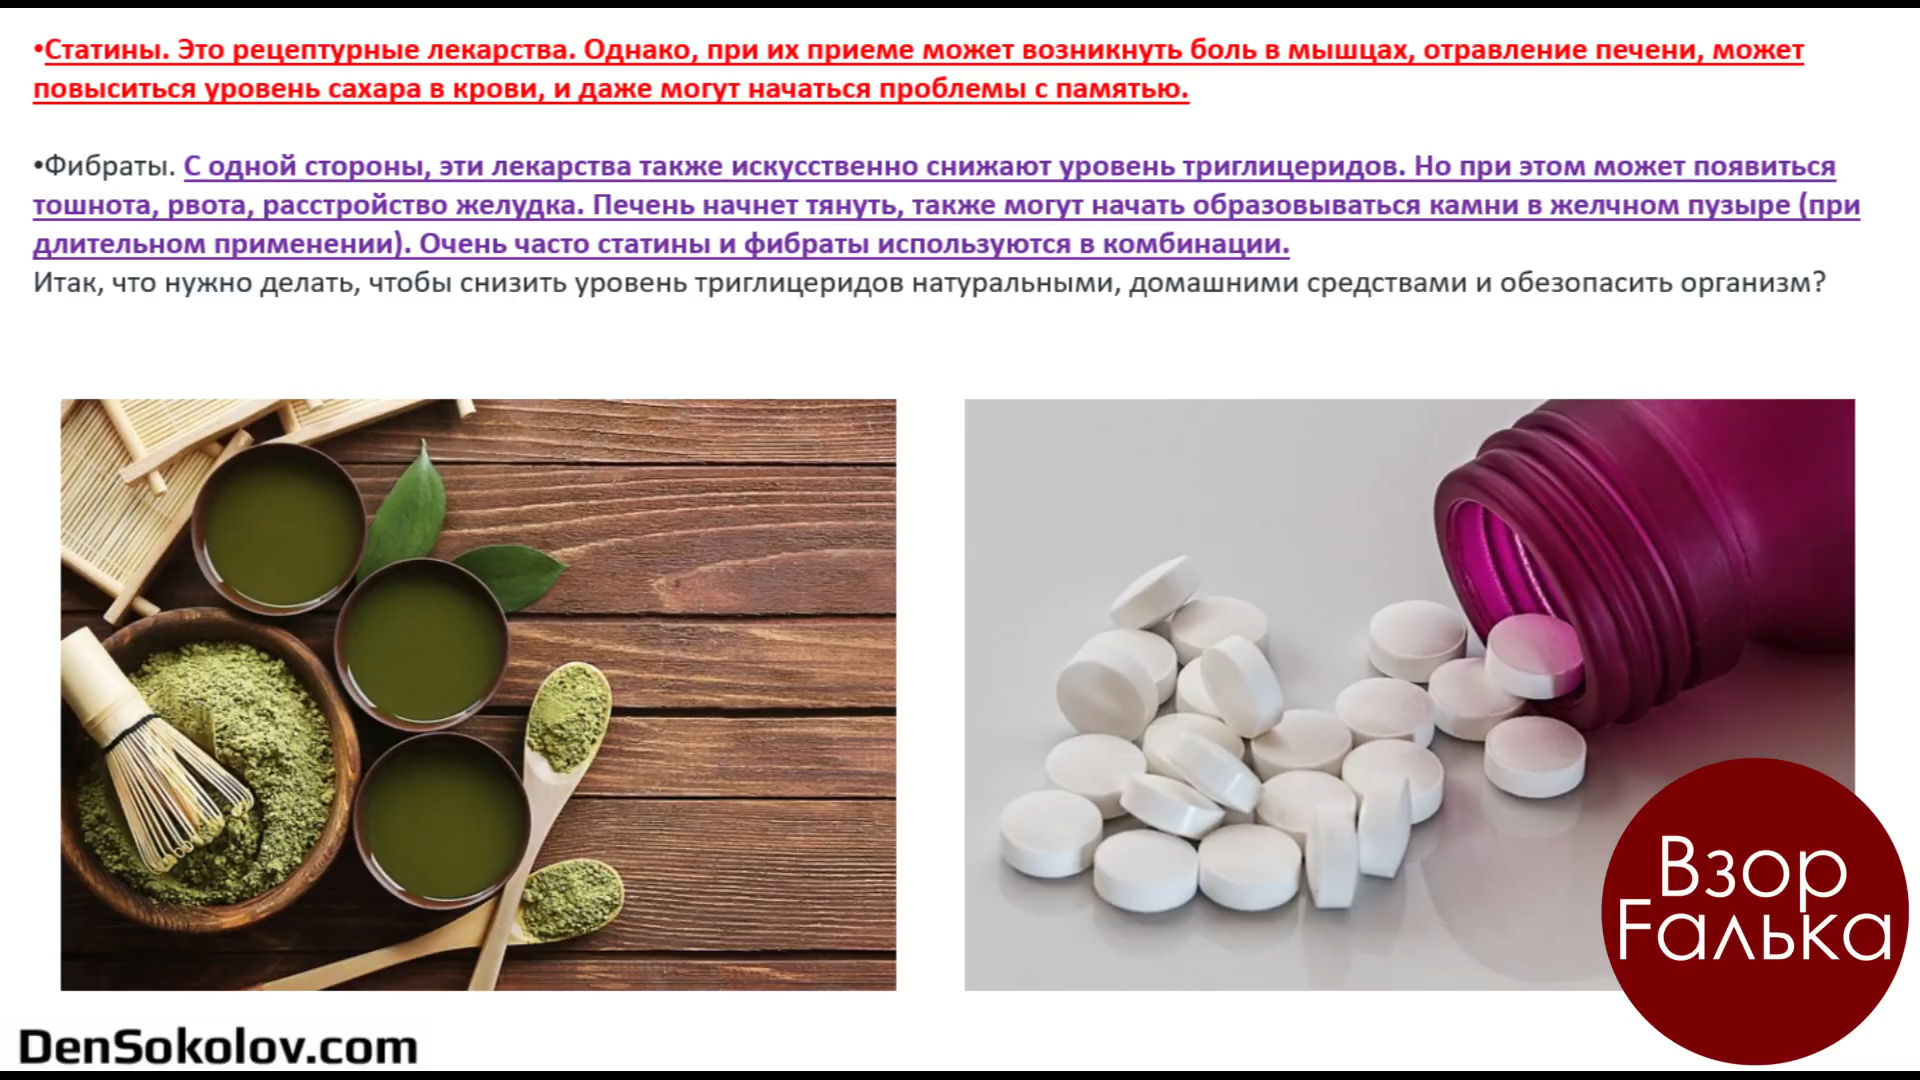 •Статины. Это рецептурные лекарства. Однако, при их приеме может возникнуть боль в мышцах, отравление печени, может
повыситься уровень сахара в крови, и даже могут начаться проблемы с памятью.
•Фибраты. С одной стороны, эти лекарства также искусственно снижают уровень триглицеридов. Но при этом может появиться
тошнота, рвота, расстройство желудка. Печень начнет тянуть, также могут начать образовываться камни в желчном пузыре (при
длительном применении). Очень часто статины и фибраты используются в комбинации.
Итак, что нужно делать, чтобы снизить уровень триглицеридов натуральными, домашними средствами и обезопасить организм?
Взор
Fалька
DenSokolov.com